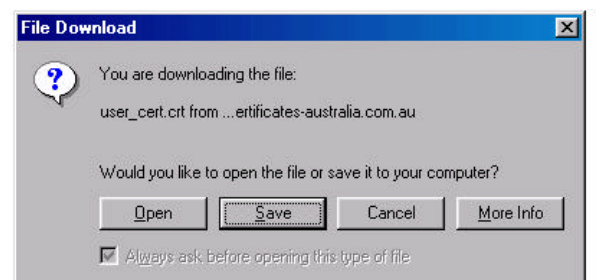 File Download
You are downloading the file:
user_cert.crt from ...ertificates-australia.com.au
Would you like to open the file or save it to your computer?
Open Save Cancel More Info
Always ask before opening this type of file